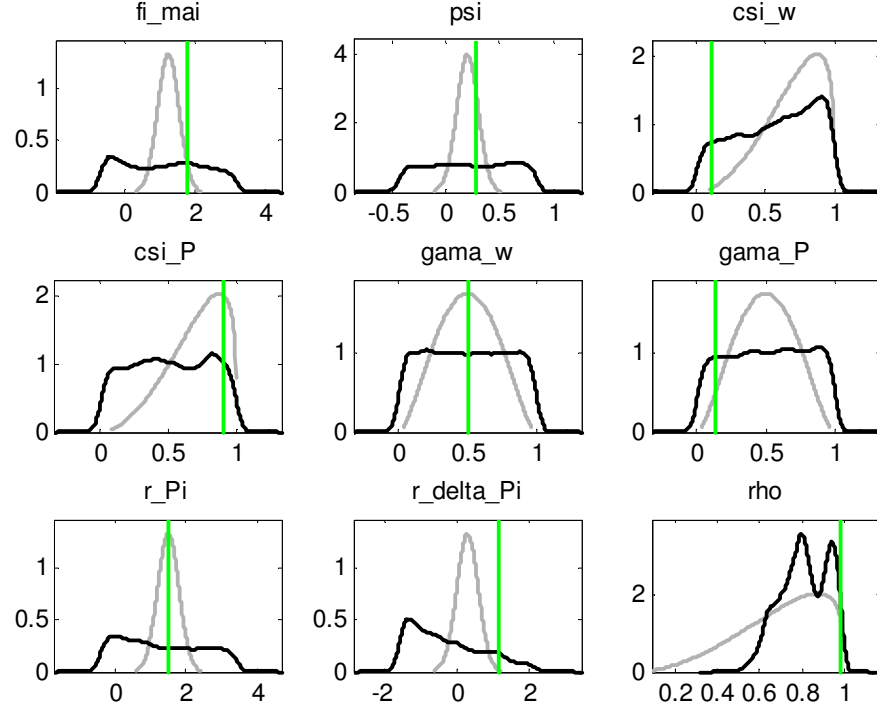 fi_mai psi csi_w
1 4 2
0.5 2 1
0 0 0
0 2 4 -0.5 0 0.5 1 0 0.5 1
csi_P gama_w gama_P
2
1 1 1
0 0 0
0 0.5 1 0 0.5 1 0 0.5 1
r_Pi r_delta_Pi rho
1 1
0.5 0.5 2
0 0 0
0 2 4 -2 0 2 0.2 0.4 0.6 0.8 1